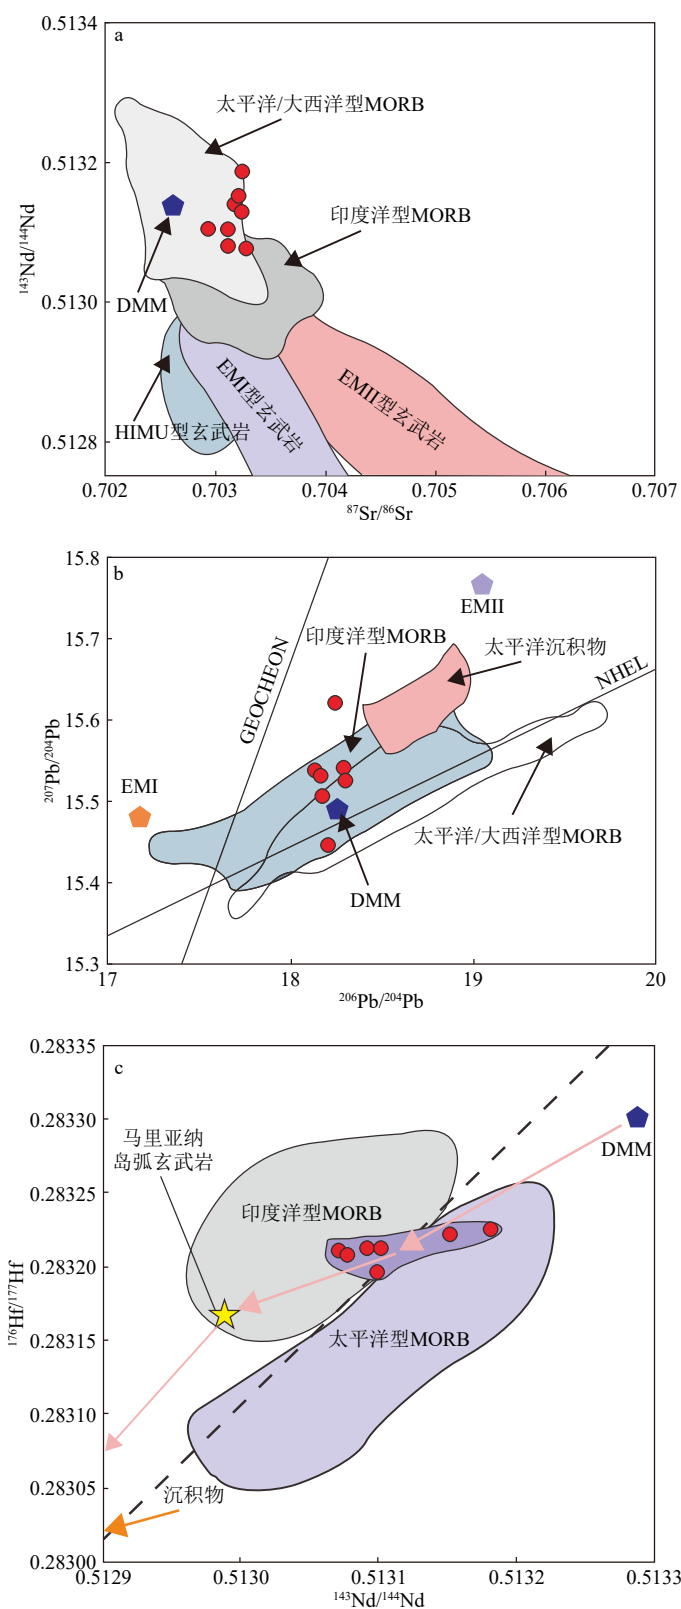 a
0.5134
0.5132
0.5130
0.5128
¹⁴³Nd/¹⁴⁴Nd
太平洋/大西洋型MORB
印度洋型MORB
DMM
HIMU型玄武岩
EMI型玄武岩
EMII型玄武岩
0.702 0.703 0.704 0.705 0.706 0.707
⁸⁷Sr/⁸⁶Sr
b
15.8
15.7
15.6
15.5
15.4
15.3
²⁰⁷Pb/²⁰⁴Pb
EMII
GEOCHEON
印度洋型MORB
太平洋沉积物
NHEL
EMI
太平洋/大西洋型MORB
DMM
17 18 19 20
²⁰⁶Pb/²⁰⁴Pb
c
0.28335
0.28330
0.28325
0.28320
0.28315
0.28310
0.28305
0.28300
¹⁷⁶Hf/¹⁷⁷Hf
马里亚纳
岛弧玄武岩
DMM
印度洋型MORB
太平洋型MORB
沉积物
0.5129 0.5130 0.5131 0.5132 0.5133
¹⁴³Nd/¹⁴⁴Nd